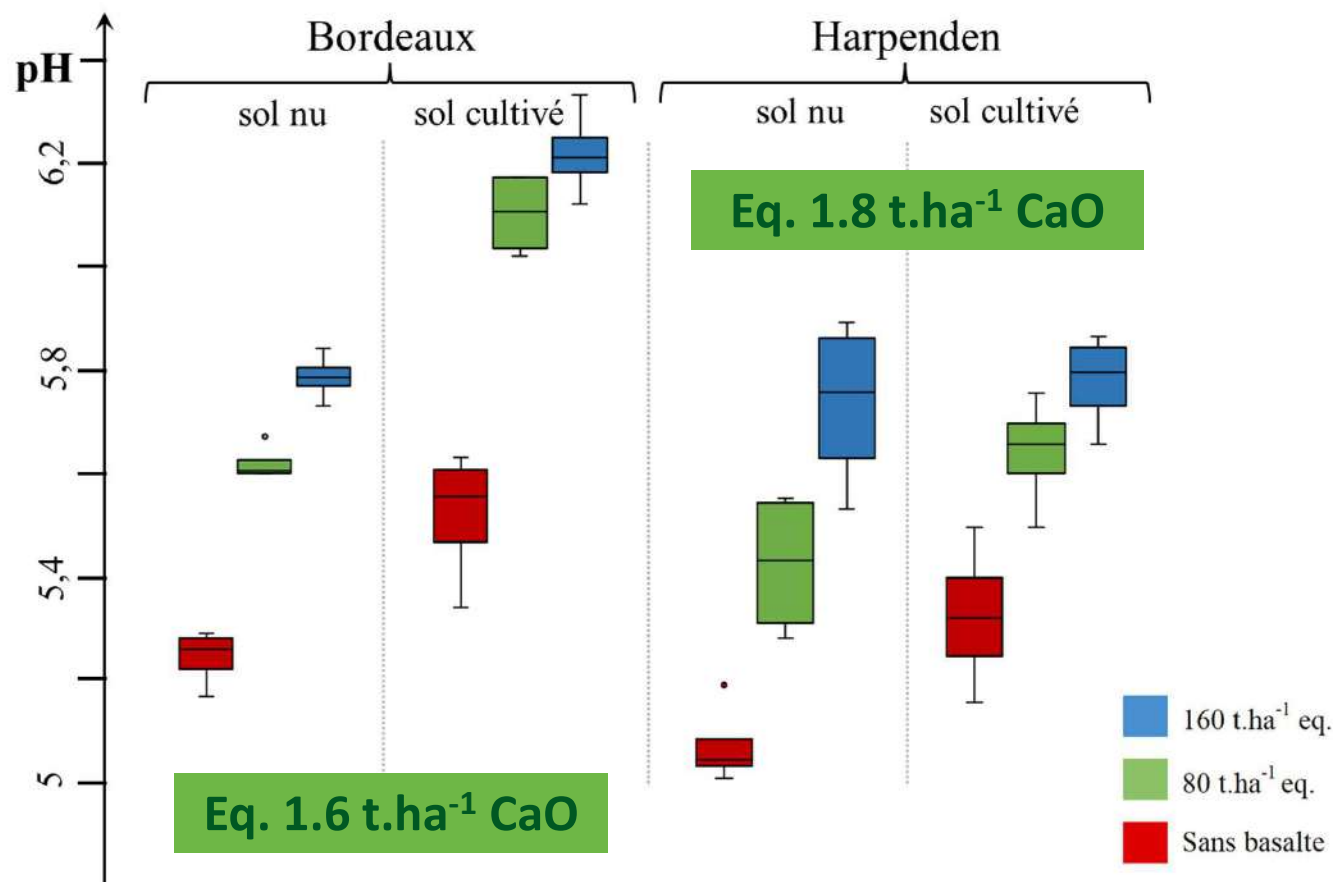 Bordeaux
Harpenden
pH
sol nu
sol cultivé
sol nu
sol cultivé
6,2
5,8
5,4
5
Eq. 1.8 t.ha⁻¹ CaO
Eq. 1.6 t.ha⁻¹ CaO
160 t.ha⁻¹ eq.
80 t.ha⁻¹ eq.
Sans basalte